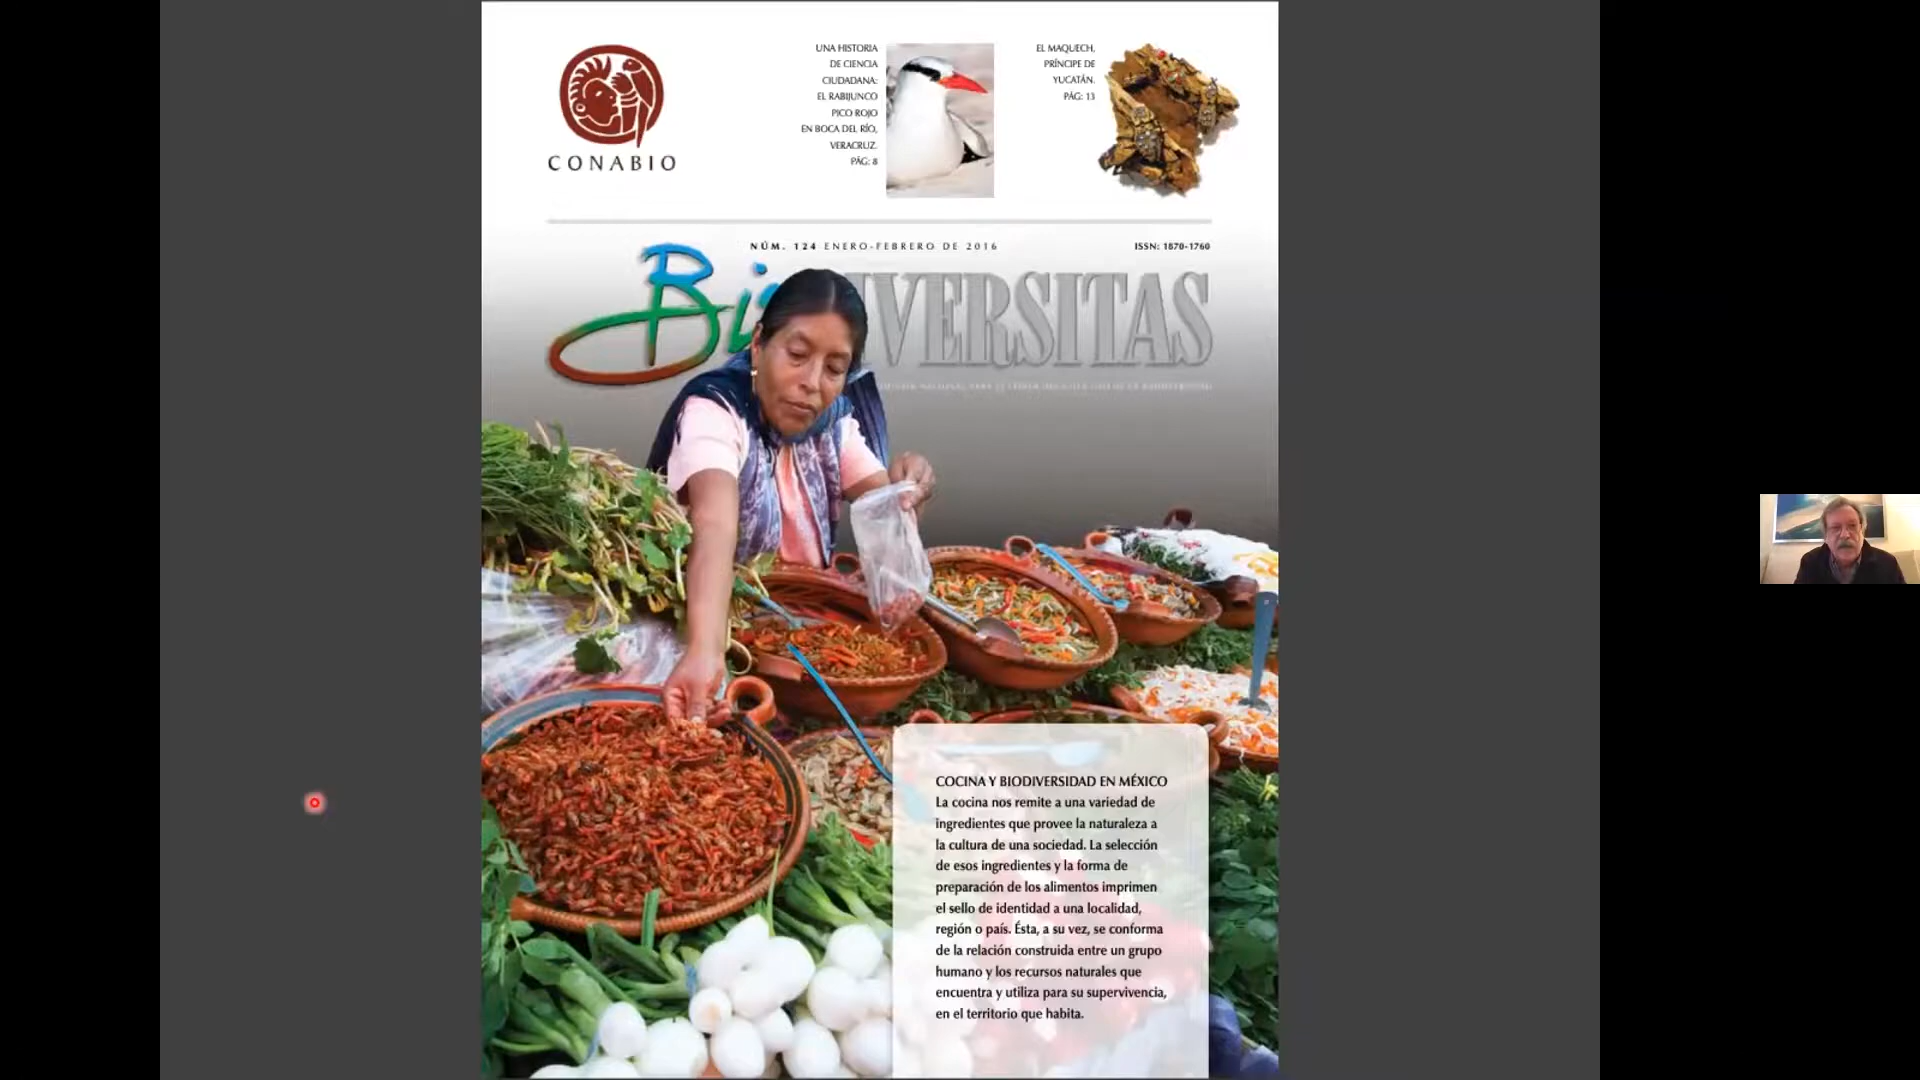 CONABIO
UNA HISTORIA
DE CIENCIA
CIUDADANA:
EL RABIJUNCO
PICO ROJO
EN BOCA DEL RÍO,
VERACRUZ.
PÁG: 8
EL MAQUECH,
PRÍNCIPE DE
YUCATÁN.
PÁG: 13
NÚM. 124 ENERO-FEBRERO DE 2016
ISSN: 1870-1760
BioDIVERSITAS
COCINA Y BIODIVERSIDAD EN MÉXICO
La cocina nos remite a una variedad de
ingredientes que provee la naturaleza a
la cultura de una sociedad. La selección
de esos ingredientes y la forma de
preparación de los alimentos imprimen
el sello de identidad a una localidad,
región o país. Ésta, a su vez, se conforma
de la relación construida entre un grupo
humano y los recursos naturales que
encuentra y utiliza para su supervivencia,
en el territorio que habita.